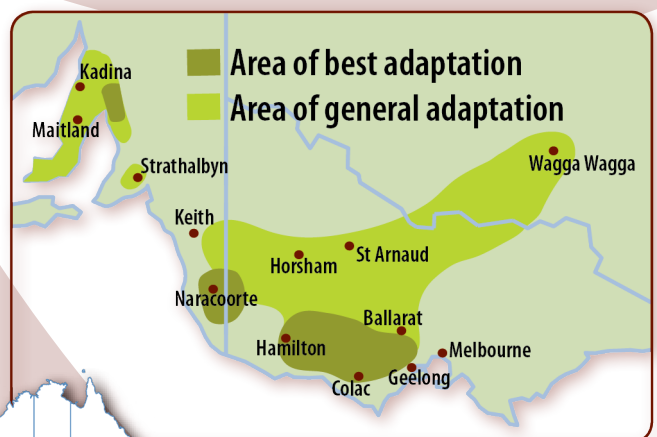 Area of best adaptation
Area of general adaptation
Kadina
Maitland
Strathalbyn
Wagga Wagga
Keith
St Arnaud
Horsham
Naracoorte
Ballarat
Hamilton
Melbourne
Geelong
Colac